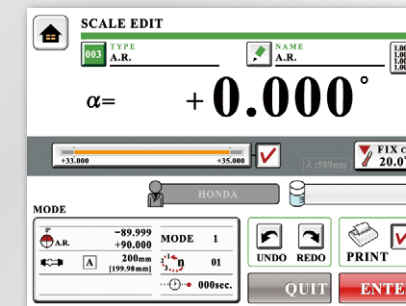 SCALE EDIT
003 TYPE A.R.
NAME A.R.
α= +0.000°
+33.000 +35.000
λ:589nm
FIX
20.0°
HONDA
MODE
0° A.R. -89.999 +90.000
MODE 1
A 200mm [199.98mm]
n 01
000sec.
UNDO REDO
PRINT
QUIT
ENTE